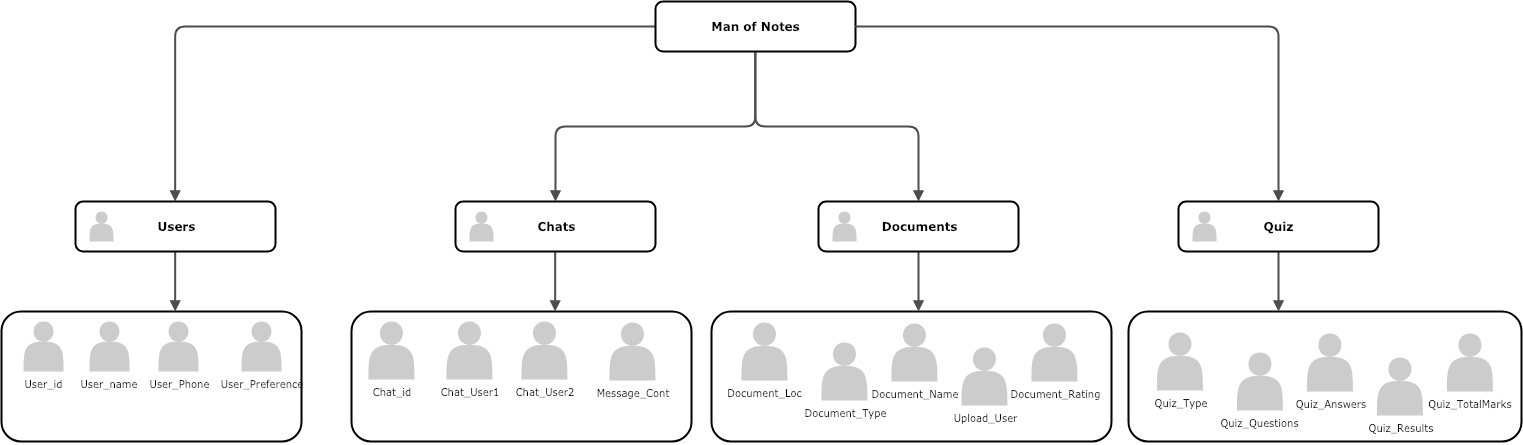 Man of Notes
Users
Chats
Documents
Quiz
User_id
User_name
User_Phone
User_Preference
Chat_id
Chat_User1
Chat_User2
Message_Cont
Document_Loc
Document_Type
Document_Name
Upload_User
Document_Rating
Quiz_Type
Quiz_Questions
Quiz_Answers
Quiz_Results
Quiz_TotalMarks